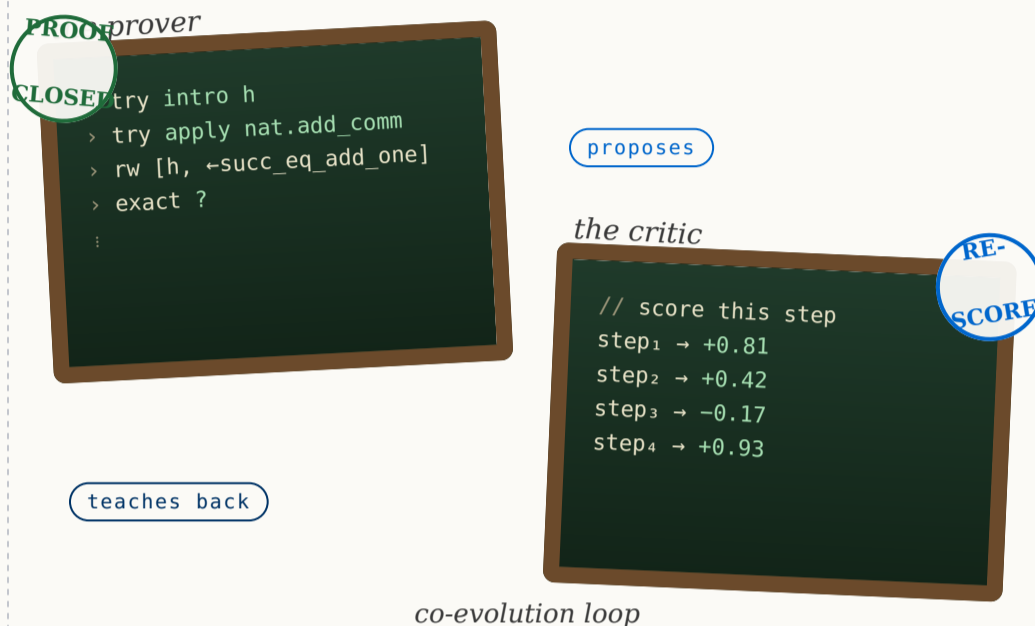 prover
PROOF
CLOSED
try intro h
› try apply nat.add_comm
› rw [h, ←succ_eq_add_one]
› exact ?
⋮
proposes
the critic
RE-
SCORE
// score this step
step₁ → +0.81
step₂ → +0.42
step₃ → −0.17
step₄ → +0.93
teaches back
co-evolution loop